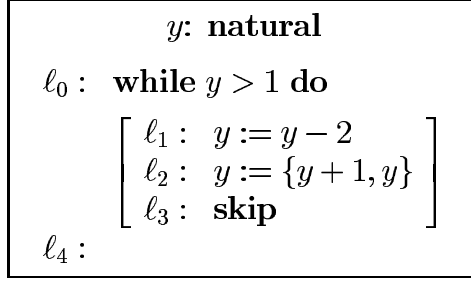 y: natural
ℓ₀ : while y > 1 do
ℓ₁ : y := y − 2
ℓ₂ : y := {y + 1, y}
ℓ₃ : skip
ℓ₄ :